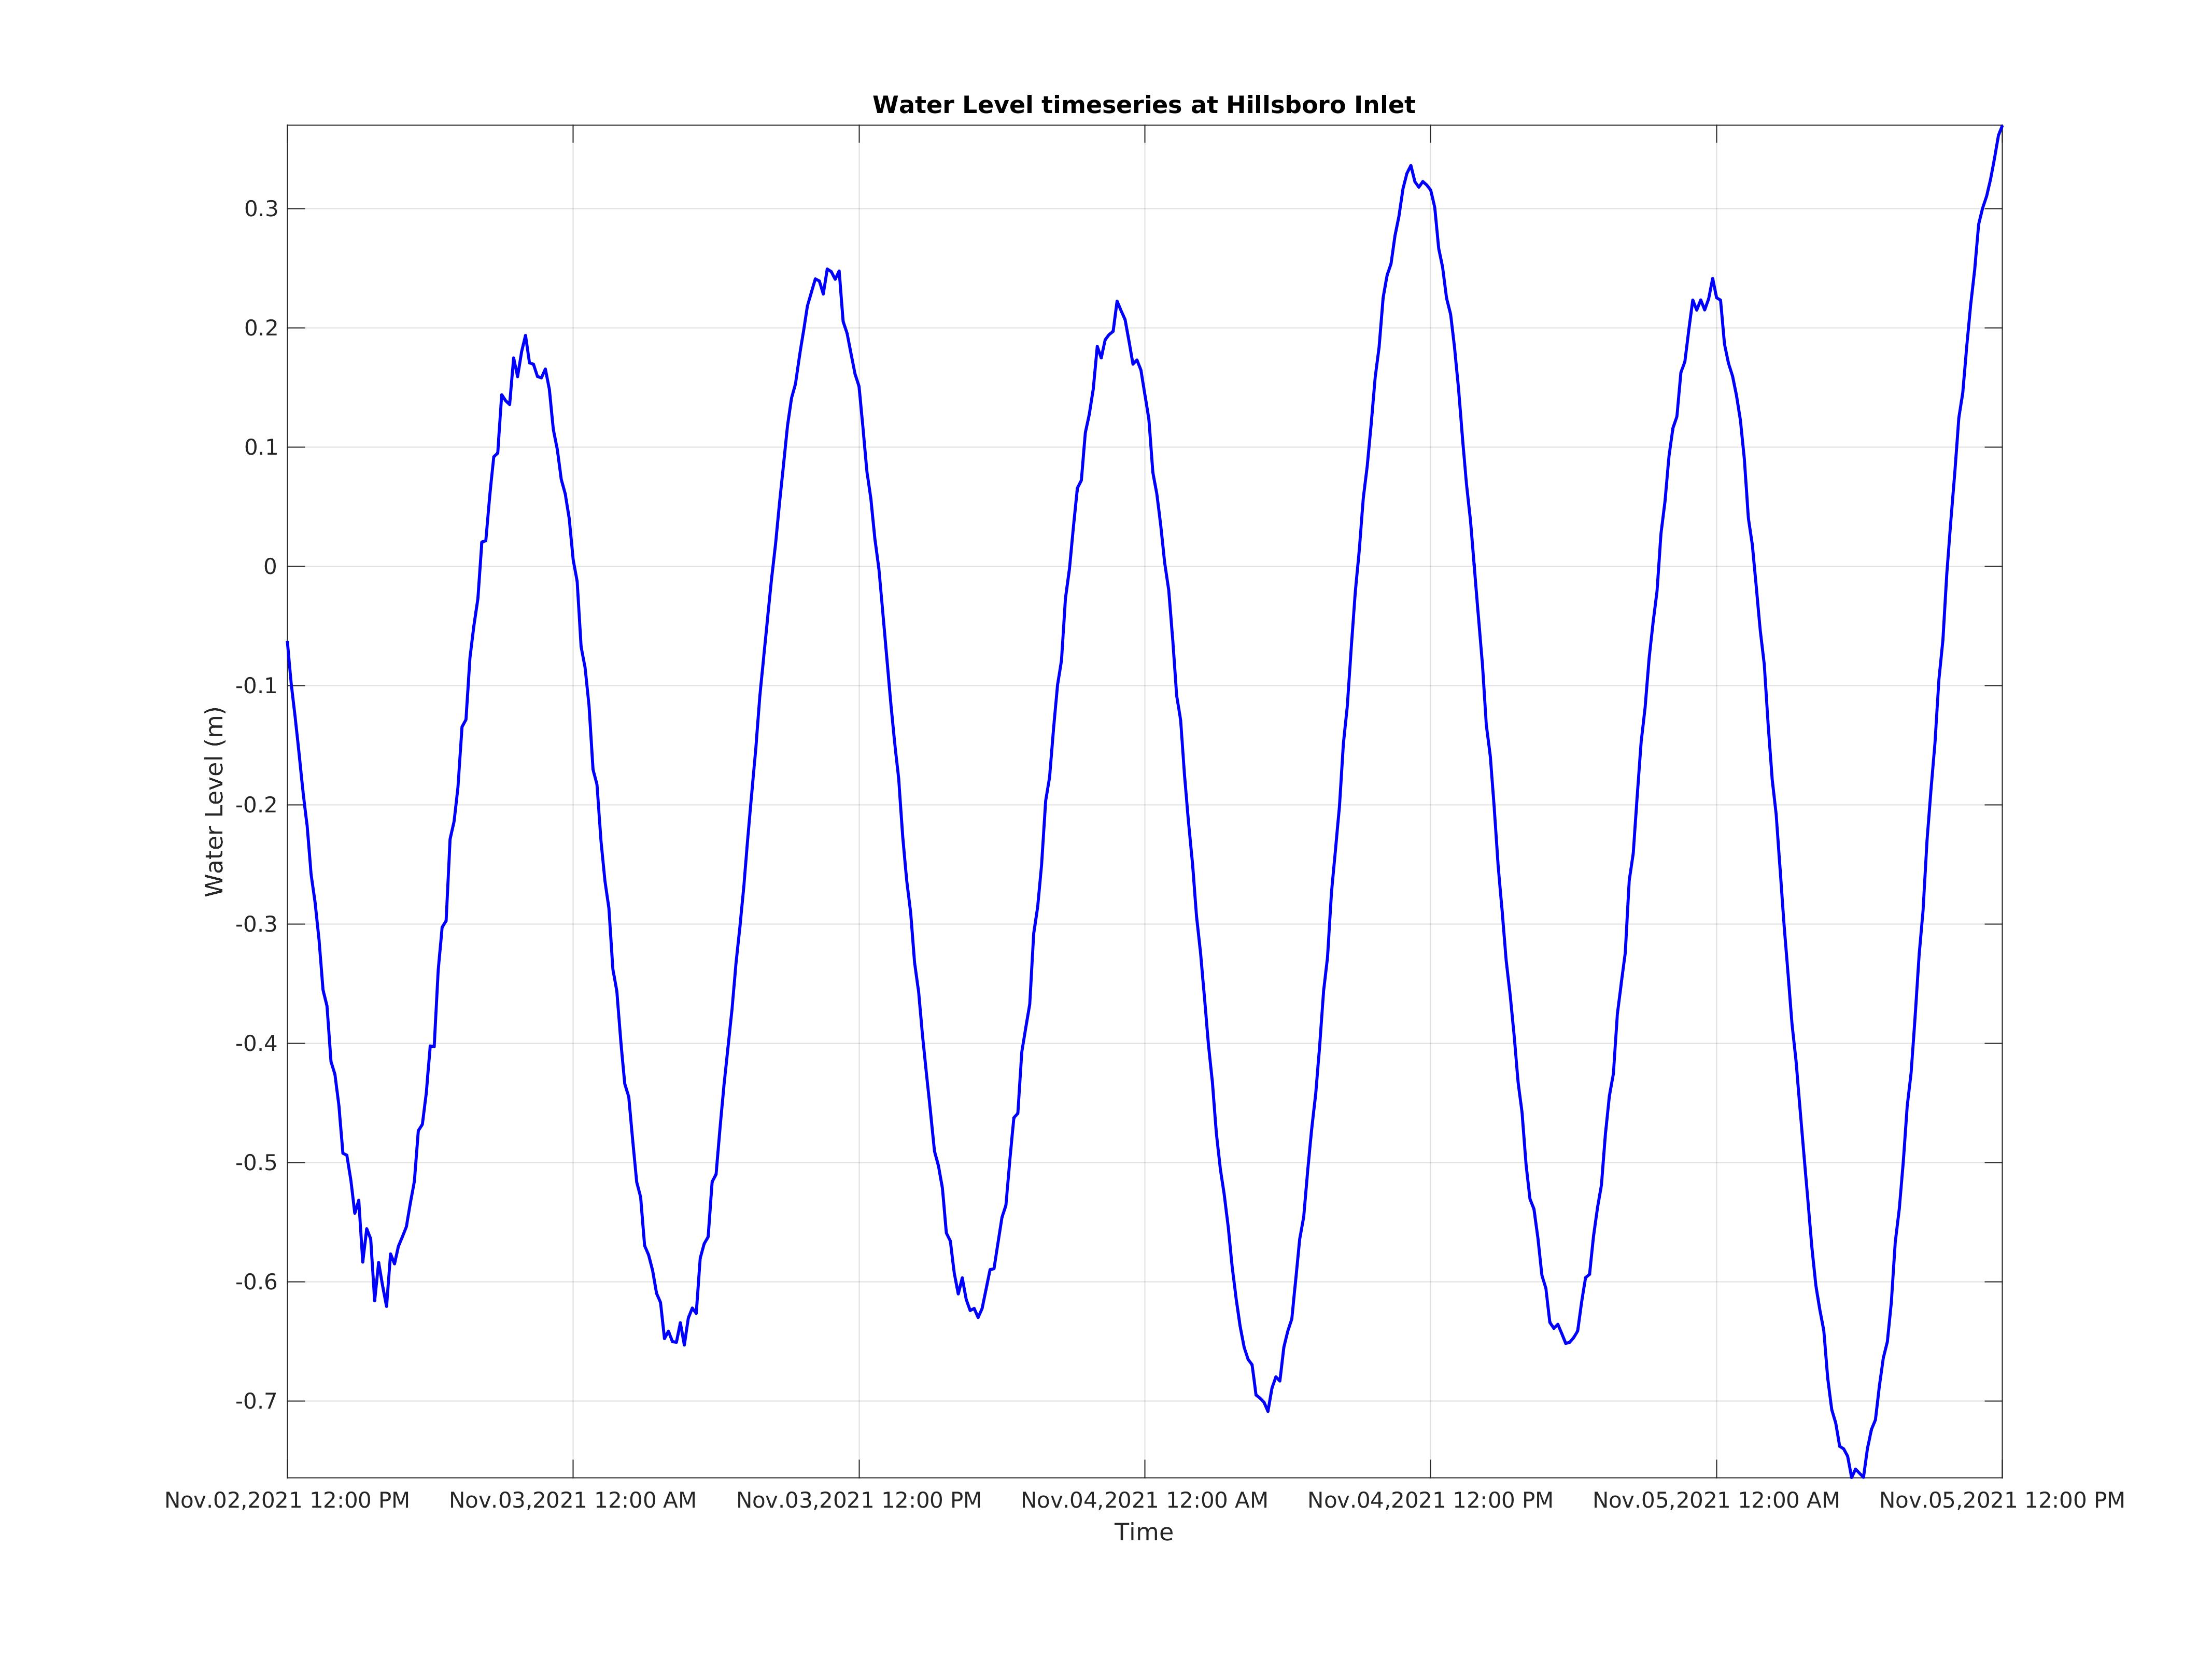 Water Level timeseries at Hillsboro Inlet
0.3
0.2
0.1
0
-0.1
-0.2
-0.3
-0.4
-0.5
-0.6
-0.7
Water Level (m)
Nov.02,2021 12:00 PM
Nov.03,2021 12:00 AM
Nov.03,2021 12:00 PM
Nov.04,2021 12:00 AM
Nov.04,2021 12:00 PM
Nov.05,2021 12:00 AM
Nov.05,2021 12:00 PM
Time